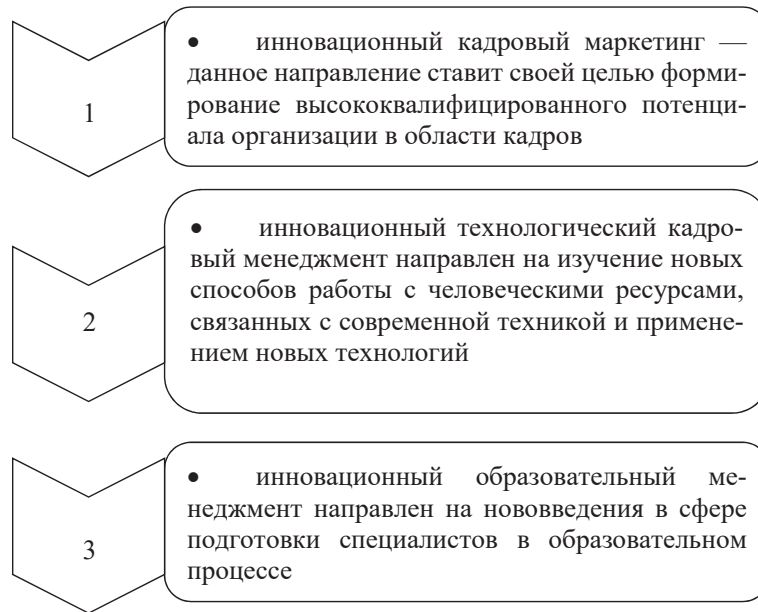 1
• инновационный кадровый маркетинг —
данное направление ставит своей целью форми-
рование высококвалифицированного потенци-
ала организации в области кадров
2
• инновационный технологический кадро-
вый менеджмент направлен на изучение новых
способов работы с человеческими ресурсами,
связанных с современной техникой и примене-
нием новых технологий
3
• инновационный образовательный ме-
неджмент направлен на нововведения в сфере
подготовки специалистов в образовательном
процессе